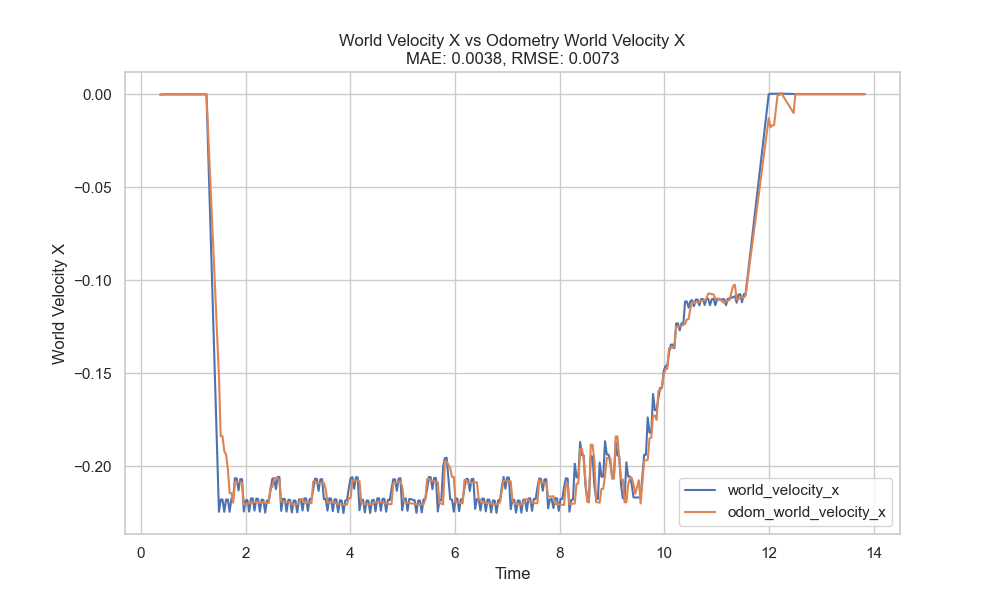 World Velocity X vs Odometry World Velocity X
MAE: 0.0038, RMSE: 0.0073
0.00
−0.05
−0.10
−0.15
−0.20
World Velocity X
0 2 4 6 8 10 12 14
Time
world_velocity_x
odom_world_velocity_x